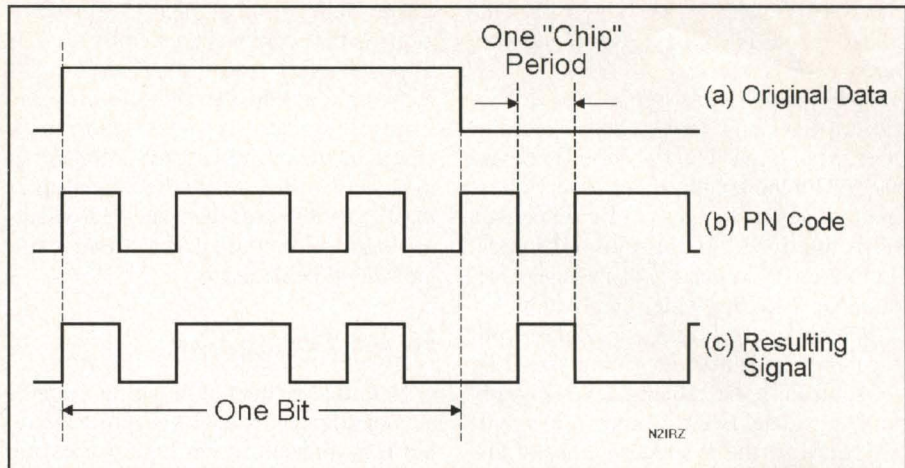 One "Chip"
Period
(a) Original Data
(b) PN Code
(c) Resulting
Signal
One Bit
N2IRZ